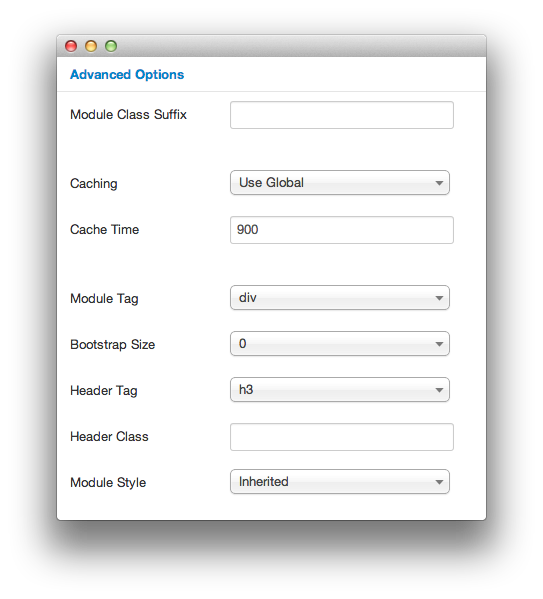 Advanced Options
Module Class Suffix
Caching Use Global
Cache Time 900
Module Tag div
Bootstrap Size 0
Header Tag h3
Header Class
Module Style Inherited